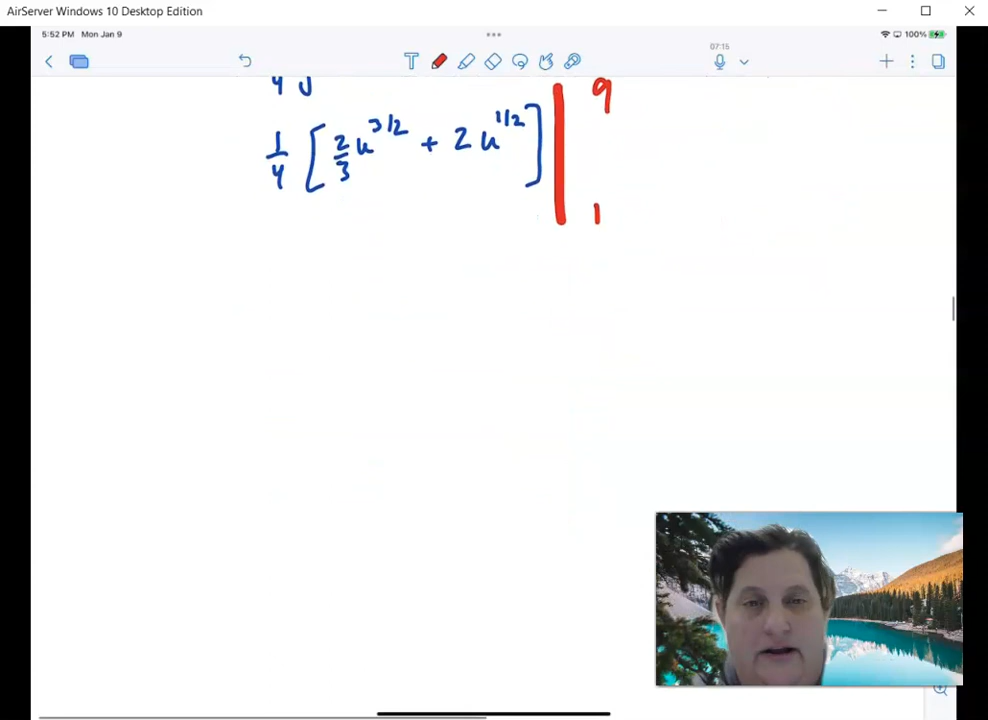 AirServer Windows 10 Desktop Edition
5:52 PM Mon Jan 9
100%
07:15
T
9
1/4 [ 2/3 u^3/2 + 2u^1/2 ]
1